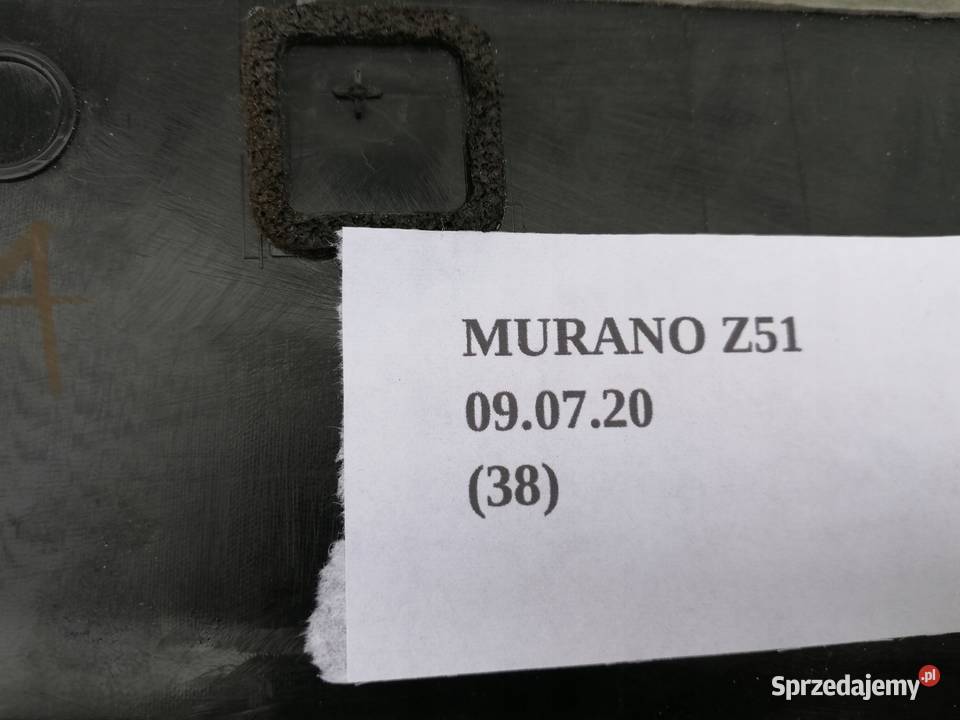 MURANO Z51
09.07.20
(38)
Sprzedajemy.pl